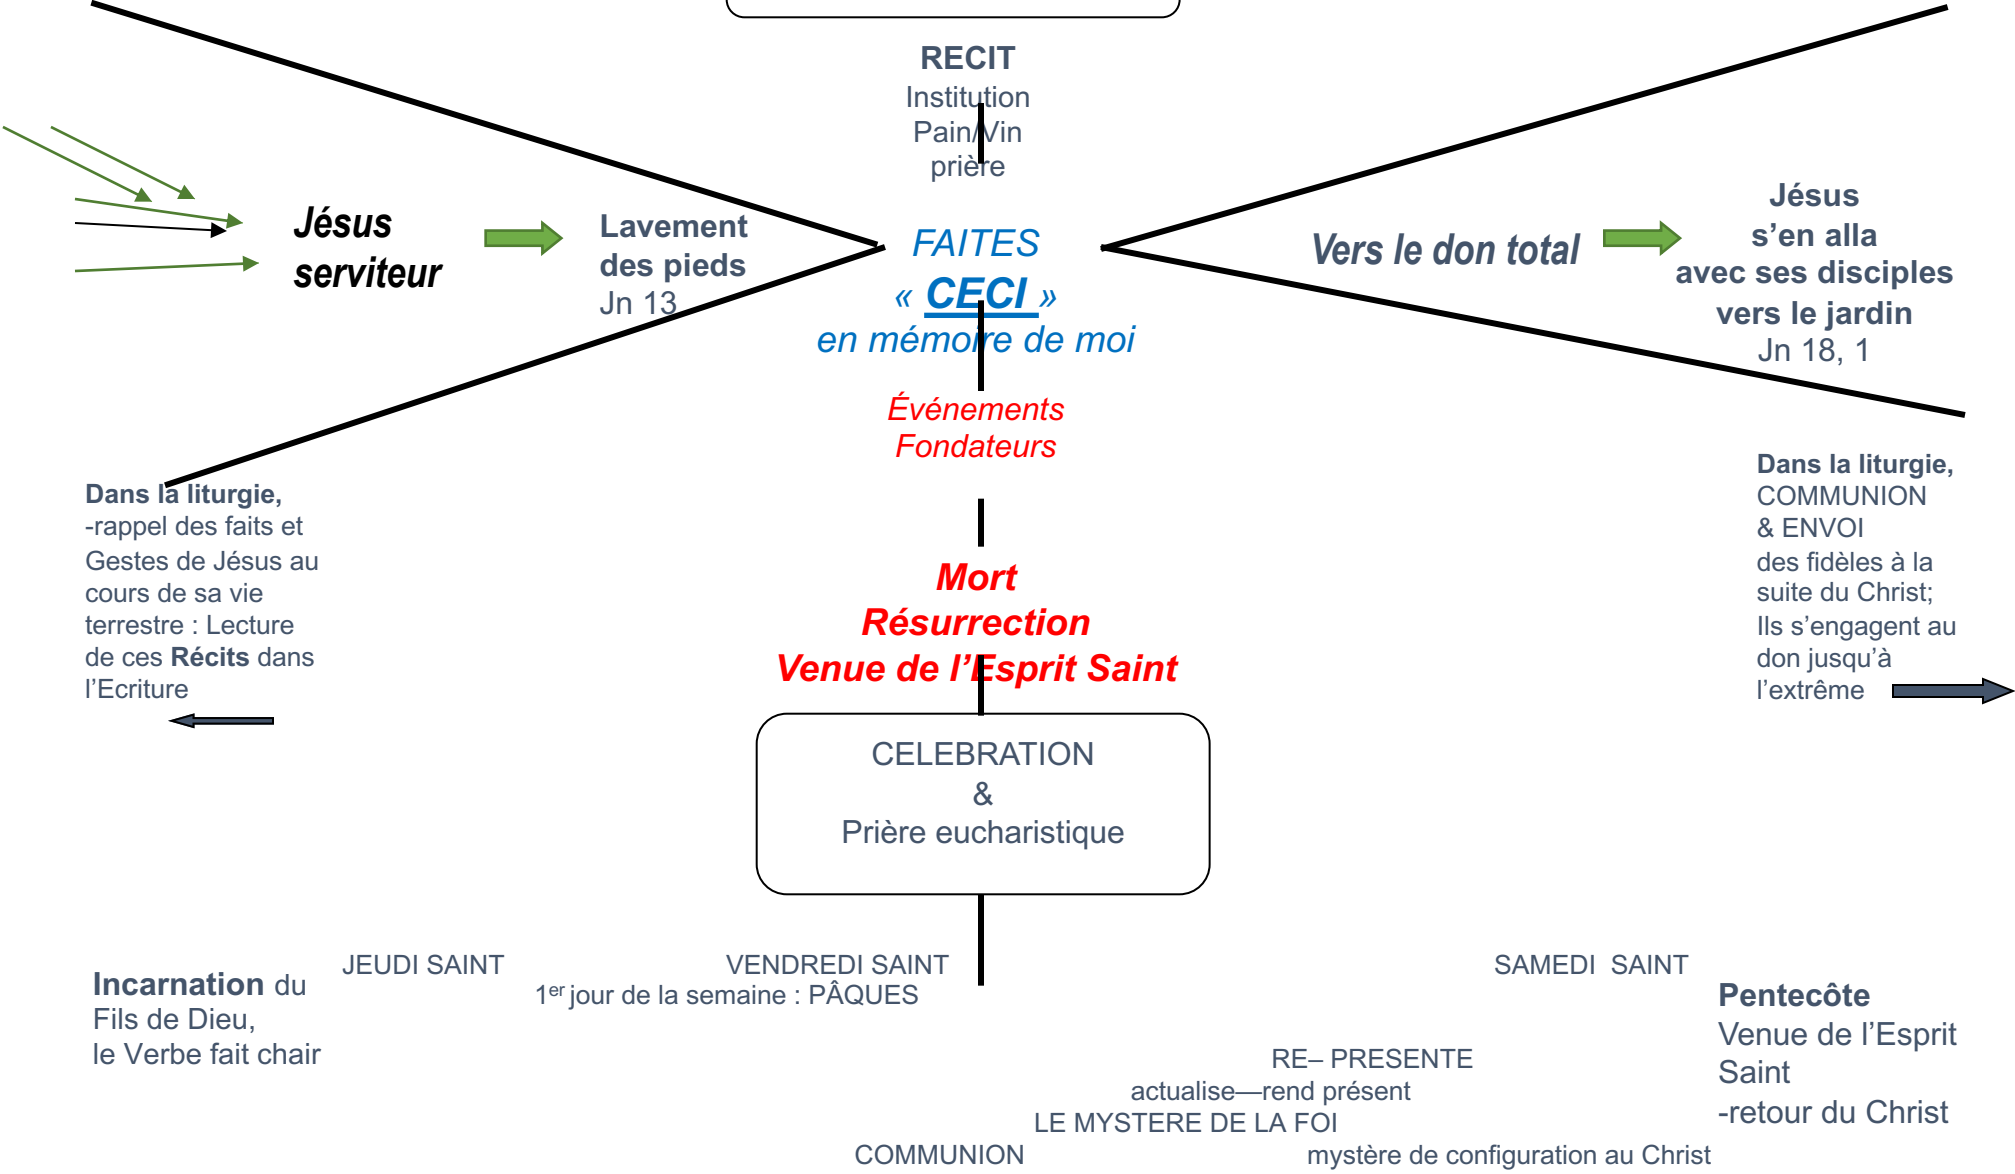 RECIT
Institution
Pain/Vin
prière
Jésus
serviteur
Lavement
des pieds
Jn 13
FAITES
« CECI »
en mémoire de moi
Vers le don total
Jésus
s’en alla
avec ses disciples
vers le jardin
Jn 18, 1
Événements
Fondateurs
Dans la liturgie,
-rappel des faits et
Gestes de Jésus au
cours de sa vie
terrestre : Lecture
de ces Récits dans
l’Ecriture
Mort
Résurrection
Venue de l’Esprit Saint
Dans la liturgie,
COMMUNION
& ENVOI
des fidèles à la
suite du Christ;
Ils s’engagent au
don jusqu’à
l’extrême
CELEBRATION
&
Prière eucharistique
Incarnation du
Fils de Dieu,
le Verbe fait chair
JEUDI SAINT VENDREDI SAINT SAMEDI SAINT
1er jour de la semaine : PÂQUES
Pentecôte
Venue de l’Esprit
Saint
-retour du Christ
RE– PRESENTE
actualise—rend présent
LE MYSTERE DE LA FOI
COMMUNION mystère de configuration au Christ